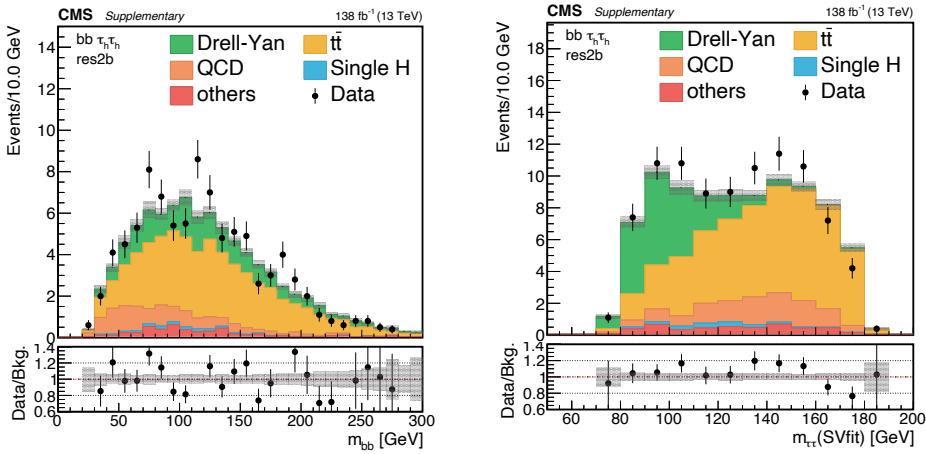 CMS Supplementary 138 fb⁻¹ (13 TeV)
bb τₕτₕ
res2b
Drell-Yan tt̄
QCD Single H
others Data
Events/10.0 GeV
14
12
10
8
6
4
2
0
Data/Bkg.
1.4
1.2
1
0.8
0.6
0 50 100 150 200 250 300
m_bb [GeV]
CMS Supplementary 138 fb⁻¹ (13 TeV)
bb τₕτₕ
res2b
Drell-Yan tt̄
QCD Single H
others Data
Events/10.0 GeV
18
16
14
12
10
8
6
4
2
0
Data/Bkg.
1.4
1.2
1
0.8
0.6
60 80 100 120 140 160 180 200
m_ττ(SVfit) [GeV]